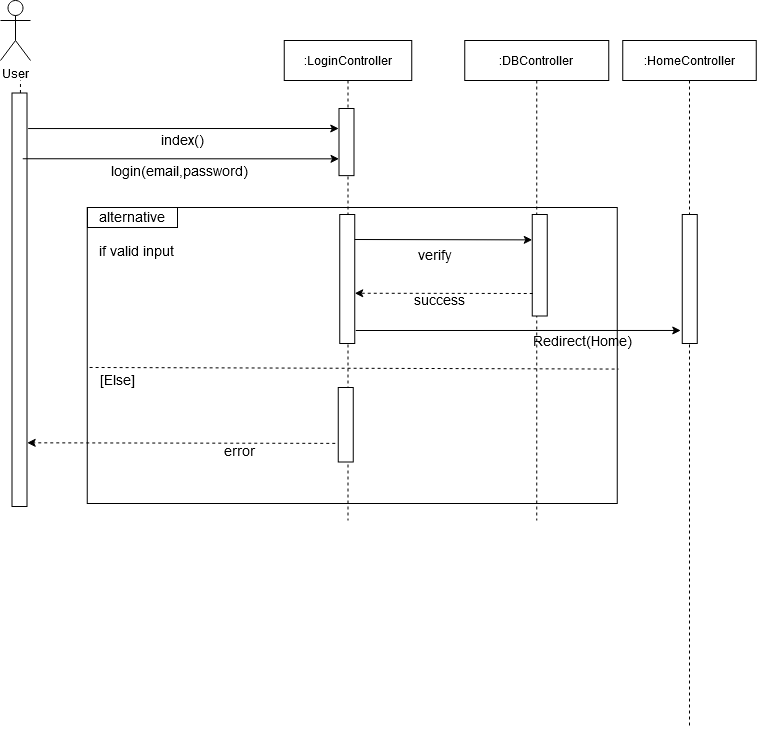 User
:LoginController
:DBController
:HomeController
index()
login(email,password)
alternative
if valid input
verify
success
Redirect(Home)
[Else]
error